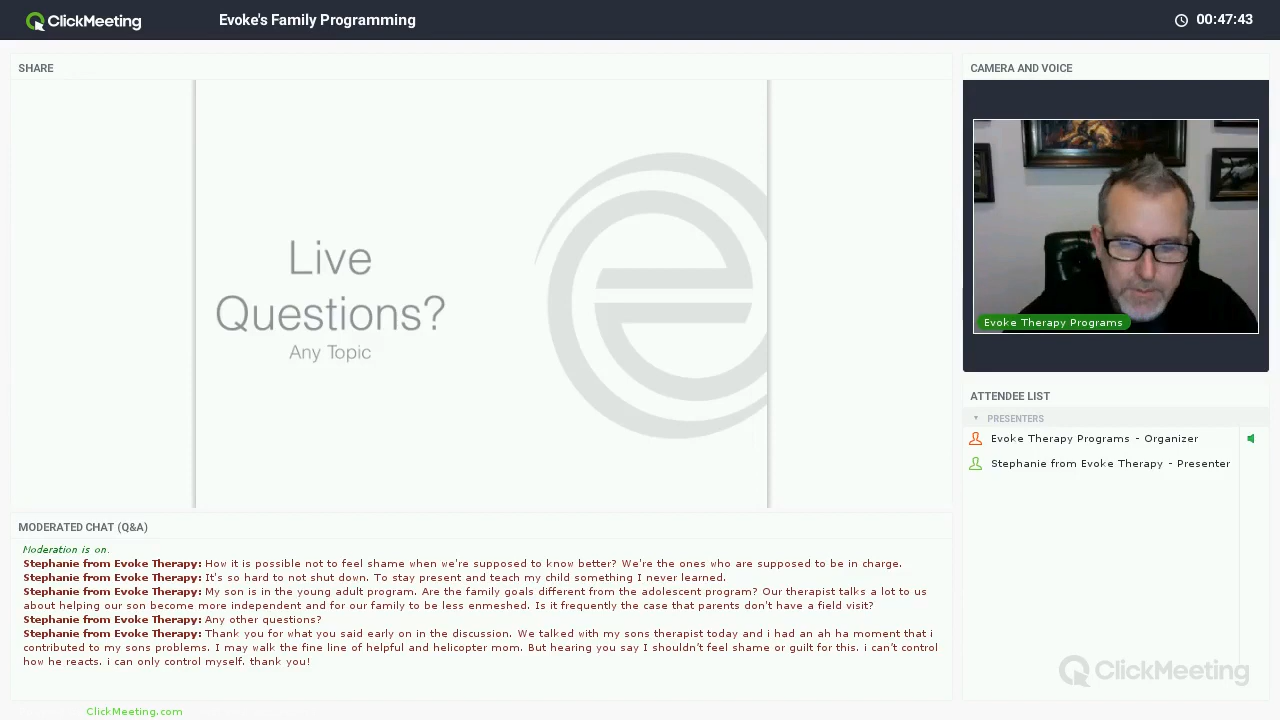 ClickMeeting
Evoke's Family Programming
00:47:43
SHARE
Live
Questions?
Any Topic
CAMERA AND VOICE
Evoke Therapy Programs
ATTENDEE LIST
PRESENTERS
Evoke Therapy Programs - Organizer
Stephanie from Evoke Therapy - Presenter
MODERATED CHAT (Q&A)
Moderation is on.
Stephanie from Evoke Therapy: How it is possible not to feel shame when we're supposed to know better? We're the ones who are supposed to be in charge.
Stephanie from Evoke Therapy: It's so hard to not shut down. To stay present and teach my child something I never learned.
Stephanie from Evoke Therapy: My son is in the young adult program. Are the family goals different from the adolescent program? Our therapist talks a lot to us
about helping our son become more independent and for our family to be less enmeshed. Is it frequently the case that parents don't have a field visit?
Stephanie from Evoke Therapy: Any other questions?
Stephanie from Evoke Therapy: Thank you for what you said early on in the discussion. We talked with my sons therapist today and i had an ah ha moment that i
contributed to my sons problems. I may walk the fine line of helpful and helicopter mom. But hearing you say I shouldn't feel shame or guilt for this. i can't control
how he reacts. i can only control myself. thank you!
ClickMeeting
ClickMeeting.com